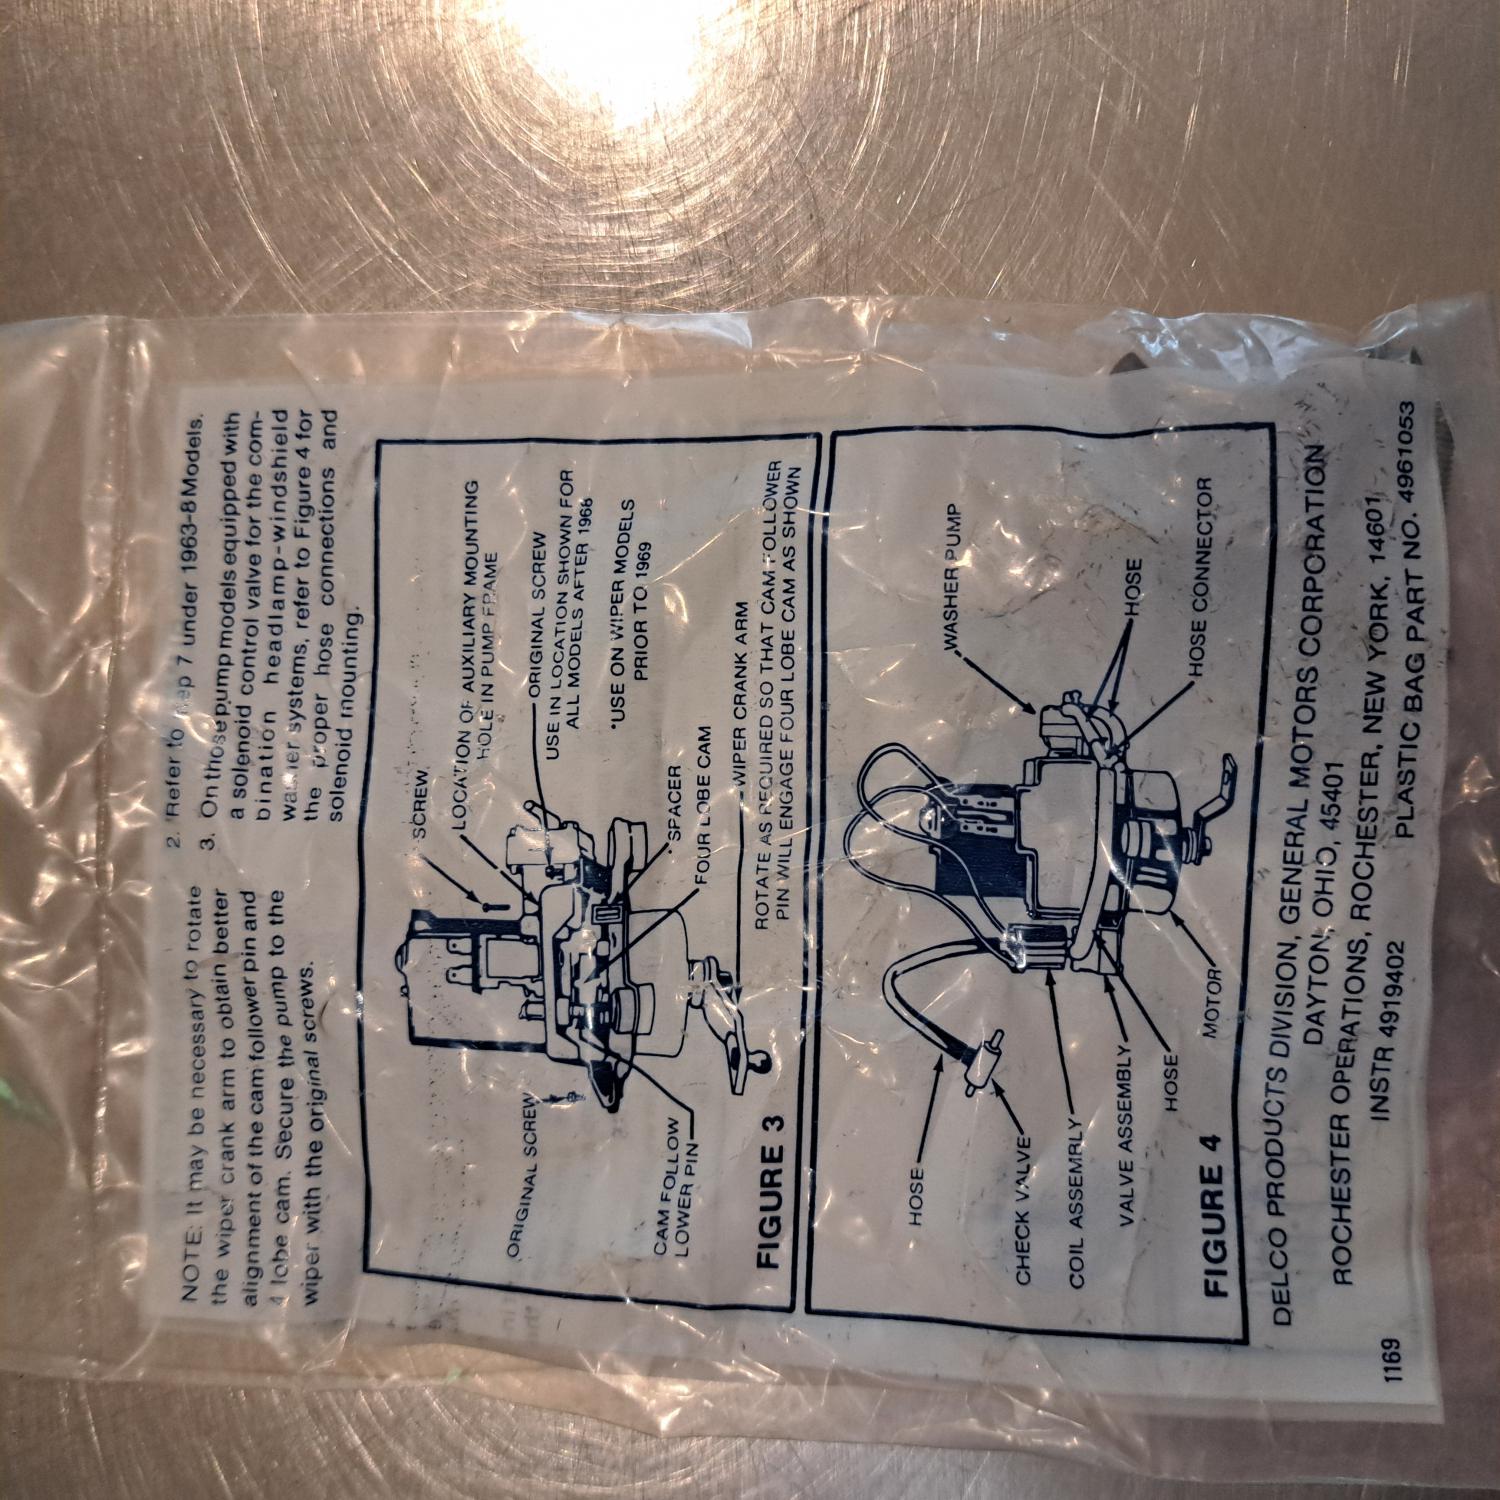 NOTE: It may be necessary to rotate
the wiper crank arm to obtain better
alignment of the cam follower pin and
4 lobe cam. Secure the pump to the
wiper with the original screws.
2. Refer to step 7 under 1963-8 Models.
3. On those pump models equipped with
a solenoid control valve for the com-
bination headlamp-windshield
washer systems, refer to Figure 4 for
the proper hose connections and
solenoid mounting.
SCREW
LOCATION OF AUXILIARY MOUNTING
HOLE IN PUMP FRAME
ORIGINAL SCREW
USE IN LOCATION SHOWN FOR
ALL MODELS AFTER 1966
*USE ON WIPER MODELS
PRIOR TO 1969
*SPACER
FOUR LOBE CAM
WIPER CRANK ARM
ROTATE AS REQUIRED SO THAT CAM FOLLOWER
PIN WILL ENGAGE FOUR LOBE CAM AS SHOWN
ORIGINAL SCREW
CAM FOLLOW
LOWER PIN
FIGURE 3
WASHER PUMP
HOSE
HOSE CONNECTOR
HOSE
CHECK VALVE
COIL ASSEMBLY
VALVE ASSEMBLY
HOSE
MOTOR
FIGURE 4
DELCO PRODUCTS DIVISION, GENERAL MOTORS CORPORATION
DAYTON, OHIO, 45401
ROCHESTER OPERATIONS, ROCHESTER, NEW YORK, 14601
INSTR 4919402
1169
PLASTIC BAG PART NO. 4961053